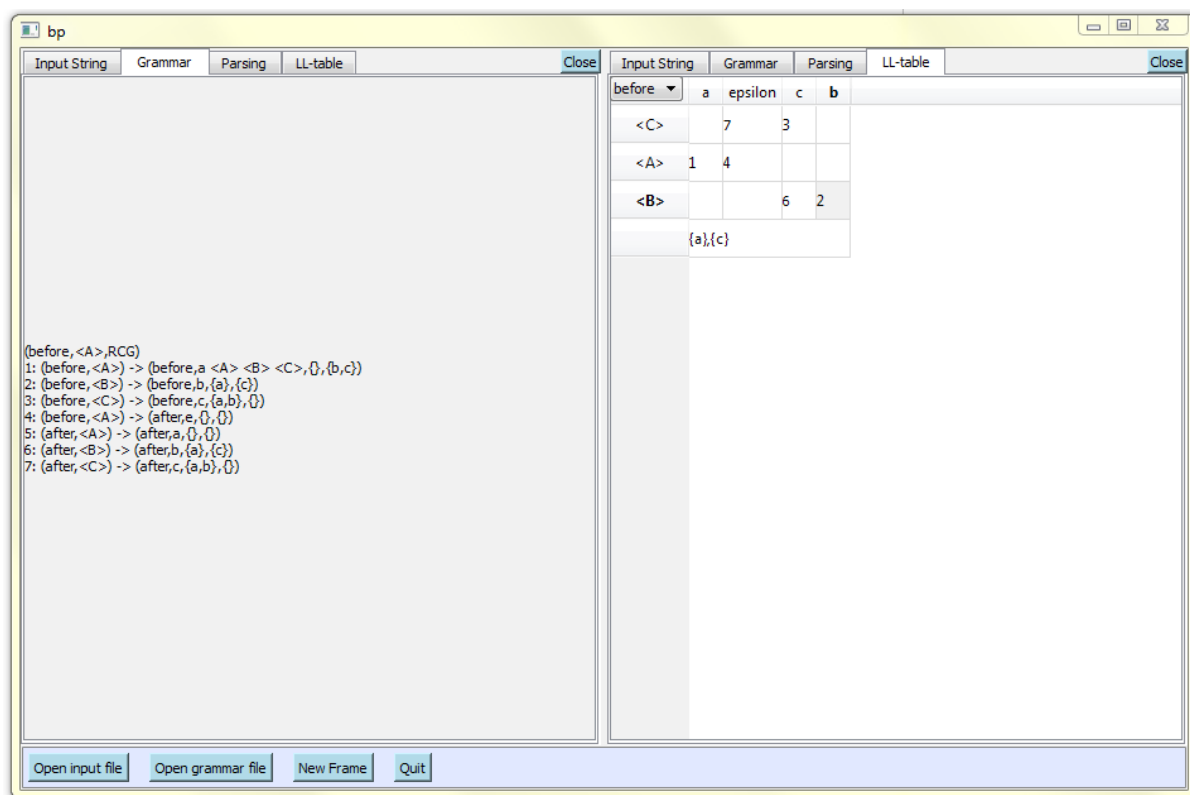 bp
Input String Grammar Parsing LL-table Close
(before,<A>,RCG)
1: (before,<A>) -> (before,a <A> <B> <C>,{},{b,c})
2: (before,<B>) -> (before,b,{a},{c})
3: (before,<C>) -> (before,c,{a,b},{})
4: (before,<A>) -> (after,e,{},{})
5: (after,<A>) -> (after,a,{},{})
6: (after,<B>) -> (after,b,{a},{c})
7: (after,<C>) -> (after,c,{a,b},{})
Input String Grammar Parsing LL-table Close
before a epsilon c b
<C> 7 3
<A> 1 4
<B> 6 2
{a},{c}
Open input file Open grammar file New Frame Quit